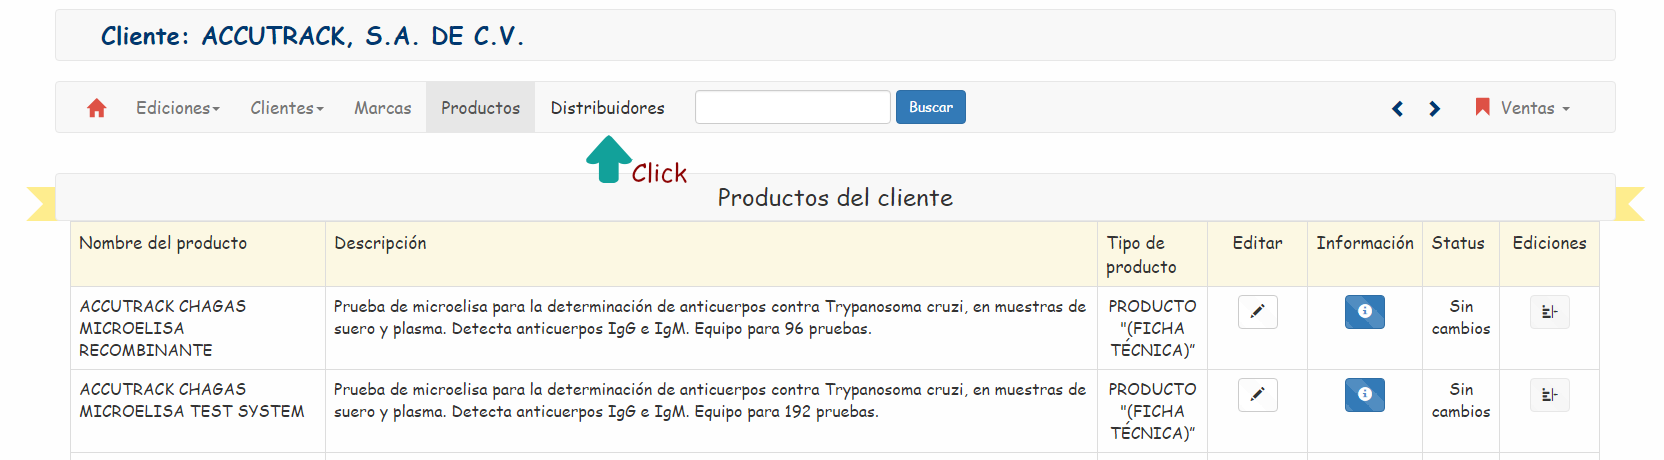 Cliente: ACCUTRACK, S.A. DE C.V.
Ediciones Clientes Marcas Productos Distribuidores Buscar Ventas
Click
Productos del cliente
Nombre del producto Descripción Tipo de producto Editar Información Status Ediciones
ACCUTRACK CHAGAS
MICROELISA
RECOMBINANTE
Prueba de microelisa para la determinación de anticuerpos contra Trypanosoma cruzi, en muestras de
suero y plasma. Detecta anticuerpos IgG e IgM. Equipo para 96 pruebas.
PRODUCTO
"(FICHA
TÉCNICA)"
Sin
cambios
ACCUTRACK CHAGAS
MICROELISA TEST SYSTEM
Prueba de microelisa para la determinación de anticuerpos contra Trypanosoma cruzi, en muestras de
suero y plasma. Detecta anticuerpos IgG e IgM. Equipo para 192 pruebas.
PRODUCTO
"(FICHA
TÉCNICA)"
Sin
cambios